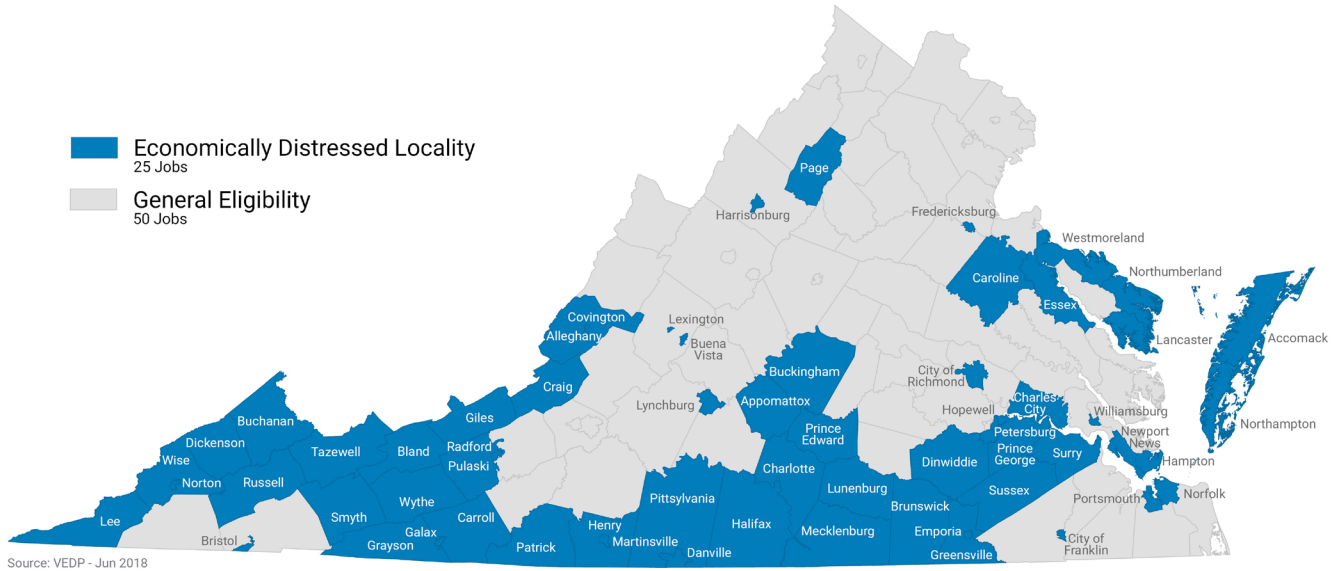 Economically Distressed Locality
25 Jobs
General Eligibility
50 Jobs
Page
Harrisonburg
Fredericksburg
Westmoreland
Northumberland
Caroline
Essex
Lancaster
Accomack
Northampton
Covington
Alleghany
Lexington
Buena
Vista
Craig
Buckingham
Appomattox
Lynchburg
City of
Richmond
Hopewell
Charles
City
Williamsburg
Newport
News
Hampton
Portsmouth
Norfolk
Petersburg
Prince
George
Surry
Prince
Edward
Dinwiddie
Sussex
Giles
Radford
Pulaski
Buchanan
Dickenson
Wise
Norton
Tazewell
Bland
Russell
Lee
Wythe
Smyth
Carroll
Galax
Grayson
Bristol
Charlotte
Lunenburg
Brunswick
Pittsylvania
Halifax
Mecklenburg
Emporia
Greensville
Henry
Martinsville
Patrick
Danville
City of
Franklin
Source: VEDP - Jun 2018